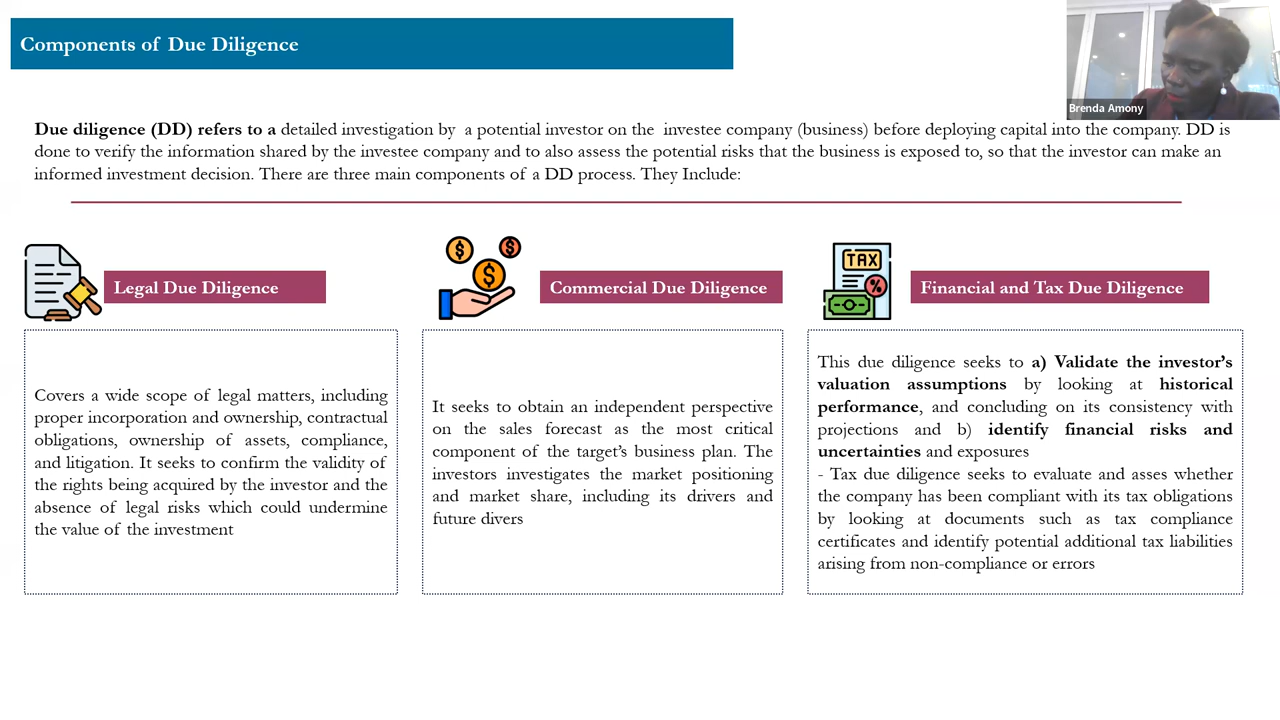 Components of Due Diligence
Brenda Amony
Due diligence (DD) refers to a detailed investigation by a potential investor on the investee company (business) before deploying capital into the company. DD is
done to verify the information shared by the investee company and to also assess the potential risks that the business is exposed to, so that the investor can make an
informed investment decision. There are three main components of a DD process. They Include:
Legal Due Diligence
Covers a wide scope of legal matters, including
proper incorporation and ownership, contractual
obligations, ownership of assets, compliance,
and litigation. It seeks to confirm the validity of
the rights being acquired by the investor and the
absence of legal risks which could undermine
the value of the investment
$
$
$
Commercial Due Diligence
It seeks to obtain an independent perspective
on the sales forecast as the most critical
component of the target's business plan. The
investors investigates the market positioning
and market share, including its drivers and
future divers
TAX
%
Financial and Tax Due Diligence
This due diligence seeks to a) Validate the investor's
valuation assumptions by looking at historical
performance, and concluding on its consistency with
projections and b) identify financial risks and
uncertainties and exposures
- Tax due diligence seeks to evaluate and asses whether
the company has been compliant with its tax obligations
by looking at documents such as tax compliance
certificates and identify potential additional tax liabilities
arising from non-compliance or errors